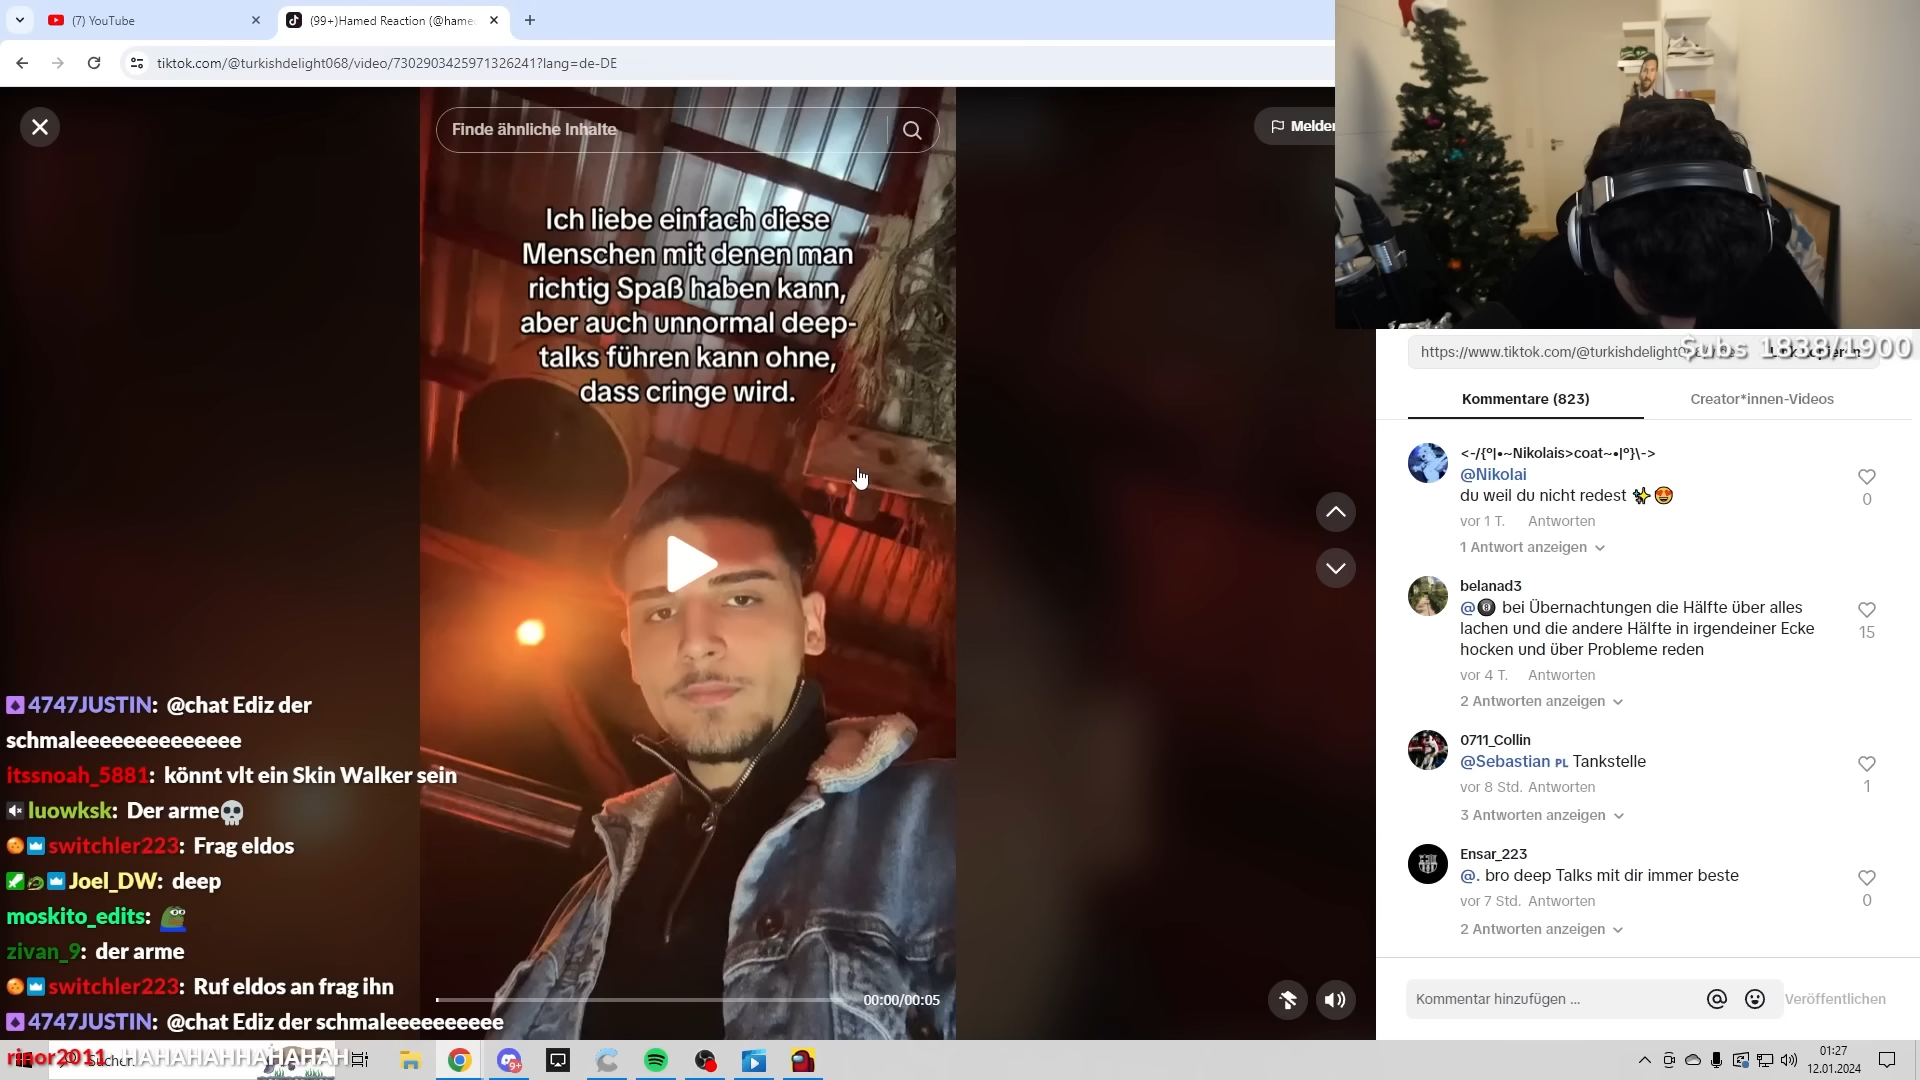 (7) YouTube
(99+)Hamed Reaction (@hame
tiktok.com/@turkishdelight068/video/7302903425971326241?lang=de-DE
Finde ähnliche Inhalte
Melden
Ich liebe einfach diese
Menschen mit denen man
richtig Spaß haben kann,
aber auch unnormal deep-
talks führen kann ohne,
dass cringe wird.
00:00/00:05
https://www.tiktok.com/@turkishdelight0
Subs 1838/1900
Kommentare (823)
Creator*innen-Videos
<-/{°|•~Nikolais>coat~•|°}\->
@Nikolai
du weil du nicht redest ✨😍
0
vor 1 T. Antworten
1 Antwort anzeigen
belanad3
@🎱 bei Übernachtungen die Hälfte über alles
lachen und die andere Hälfte in irgendeiner Ecke
hocken und über Probleme reden
15
vor 4 T. Antworten
2 Antworten anzeigen
0711_Collin
@Sebastian ᴘʟ Tankstelle
vor 8 Std. Antworten
1
3 Antworten anzeigen
Ensar_223
@. bro deep Talks mit dir immer beste
vor 7 Std. Antworten
0
2 Antworten anzeigen
Kommentar hinzufügen ...
Veröffentlichen
4747JUSTIN: @chat Ediz der
schmaleeeeeeeeeeeeee
itssnoah_5881: könnt vlt ein Skin Walker sein
luowksk: Der arme💀
switchler223: Frag eldos
Joel_DW: deep
moskito_edits:
zivan_9: der arme
switchler223: Ruf eldos an frag ihn
4747JUSTIN: @chat Ediz der schmaleeeeeeeeee
HAHAHAHHAHAHAH
01:27
12.01.2024